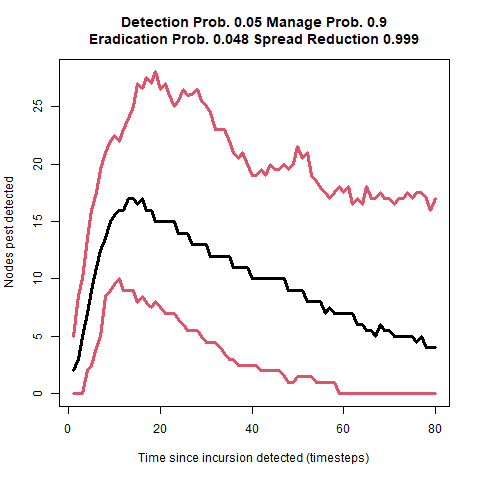 Detection Prob. 0.05 Manage Prob. 0.9
Eradication Prob. 0.048 Spread Reduction 0.999
Nodes pest detected
25
20
15
10
5
0
0 20 40 60 80
Time since incursion detected (timesteps)